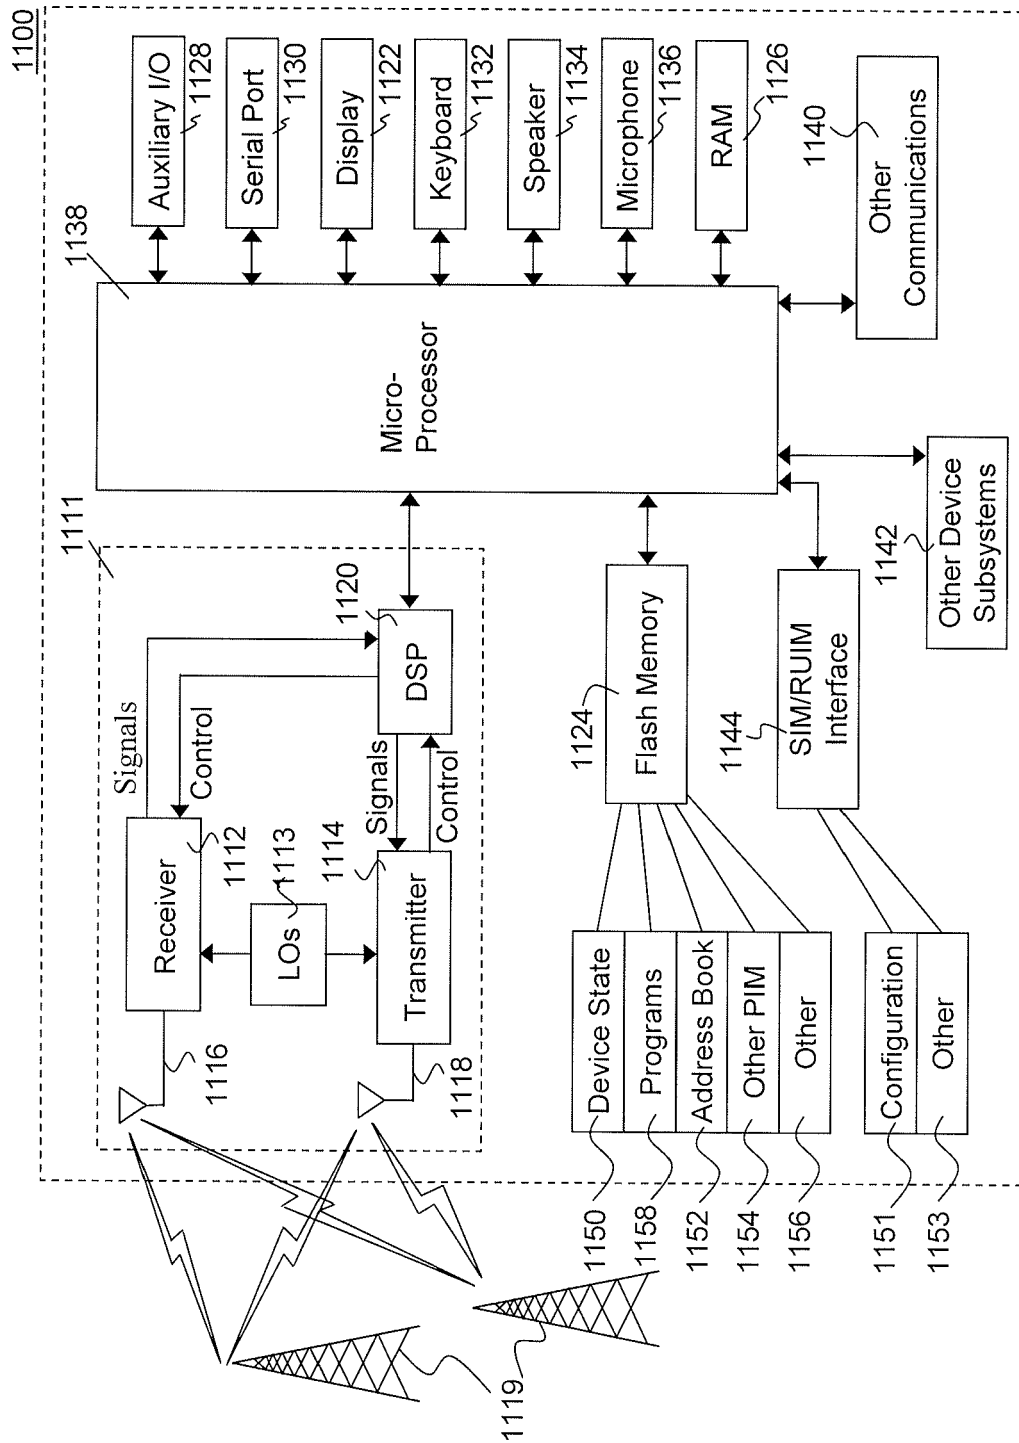 1100
1111
1138
Signals
Control
Receiver
1112
1116
LOs
1113
Transmitter
1114
1118
Signals
Control
DSP
1120
Micro-
Processor
Auxiliary I/O
1128
Serial Port
1130
Display
1122
Keyboard
1132
Speaker
1134
Microphone
1136
RAM
1126
Other
Communications
1140
Other Device
Subsystems
1142
Flash Memory
1124
SIM/RUIM
Interface
1144
Device State
Programs
Address Book
Other PIM
Other
1150
1158
1152
1154
1156
Configuration
Other
1151
1153
1119